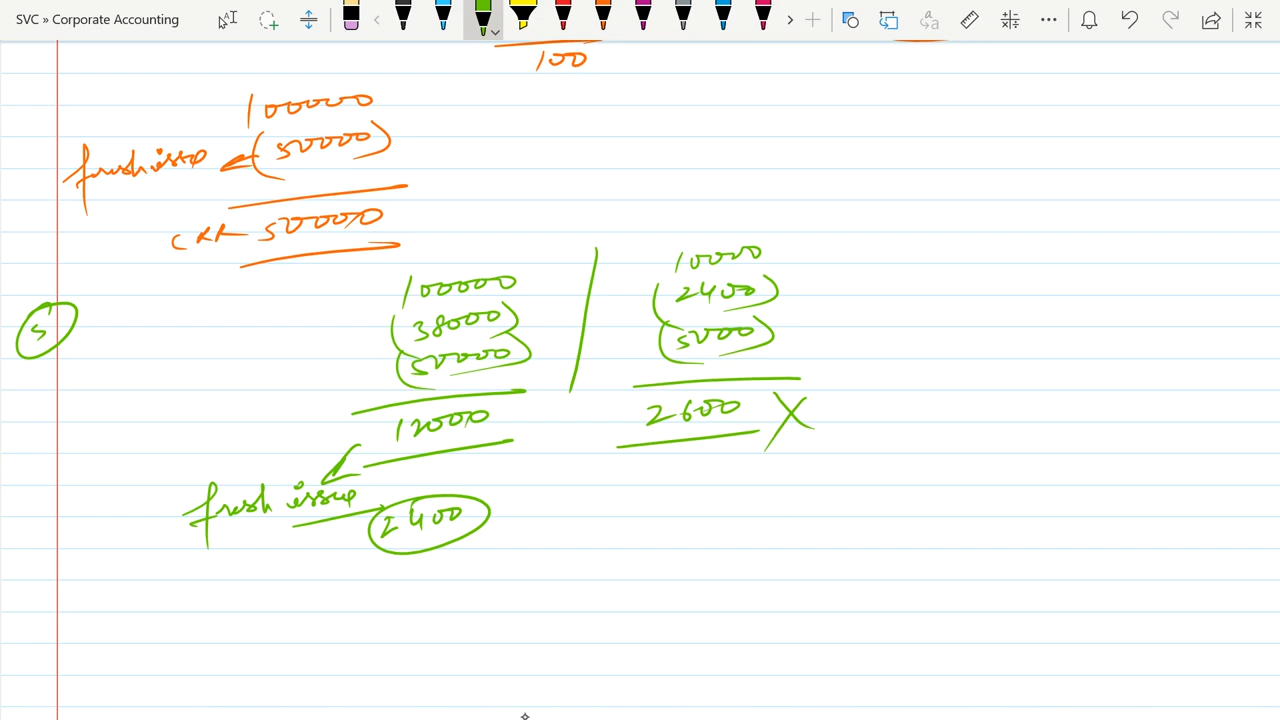 SVC » Corporate Accounting
100
100000
fresh isse (50000)
CRR 50000
5
100000
(38000)
(50000)
12000
fresh issue 2400
10000
(2400)
(5000)
2600 X